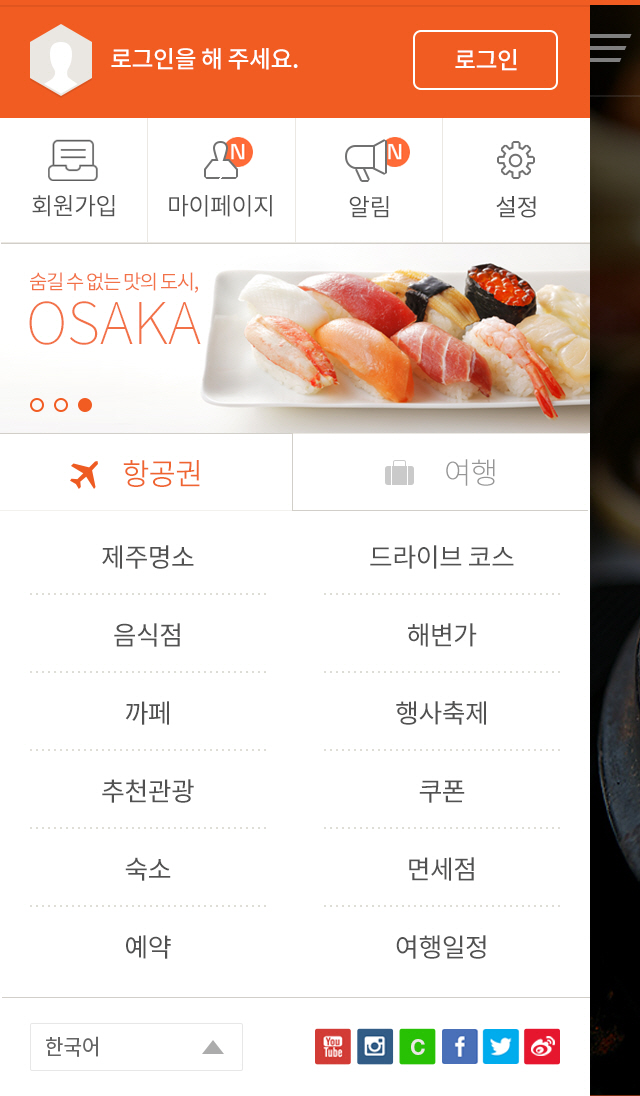 로그인을 해 주세요.
로그인
회원가입
N
마이페이지
N
알림
설정
숨길 수 없는 맛의 도시,
OSAKA
항공권
여행
제주명소
드라이브 코스
음식점
해변가
까페
행사축제
추천관광
쿠폰
숙소
면세점
예약
여행일정
한국어
You
Tube
C
f